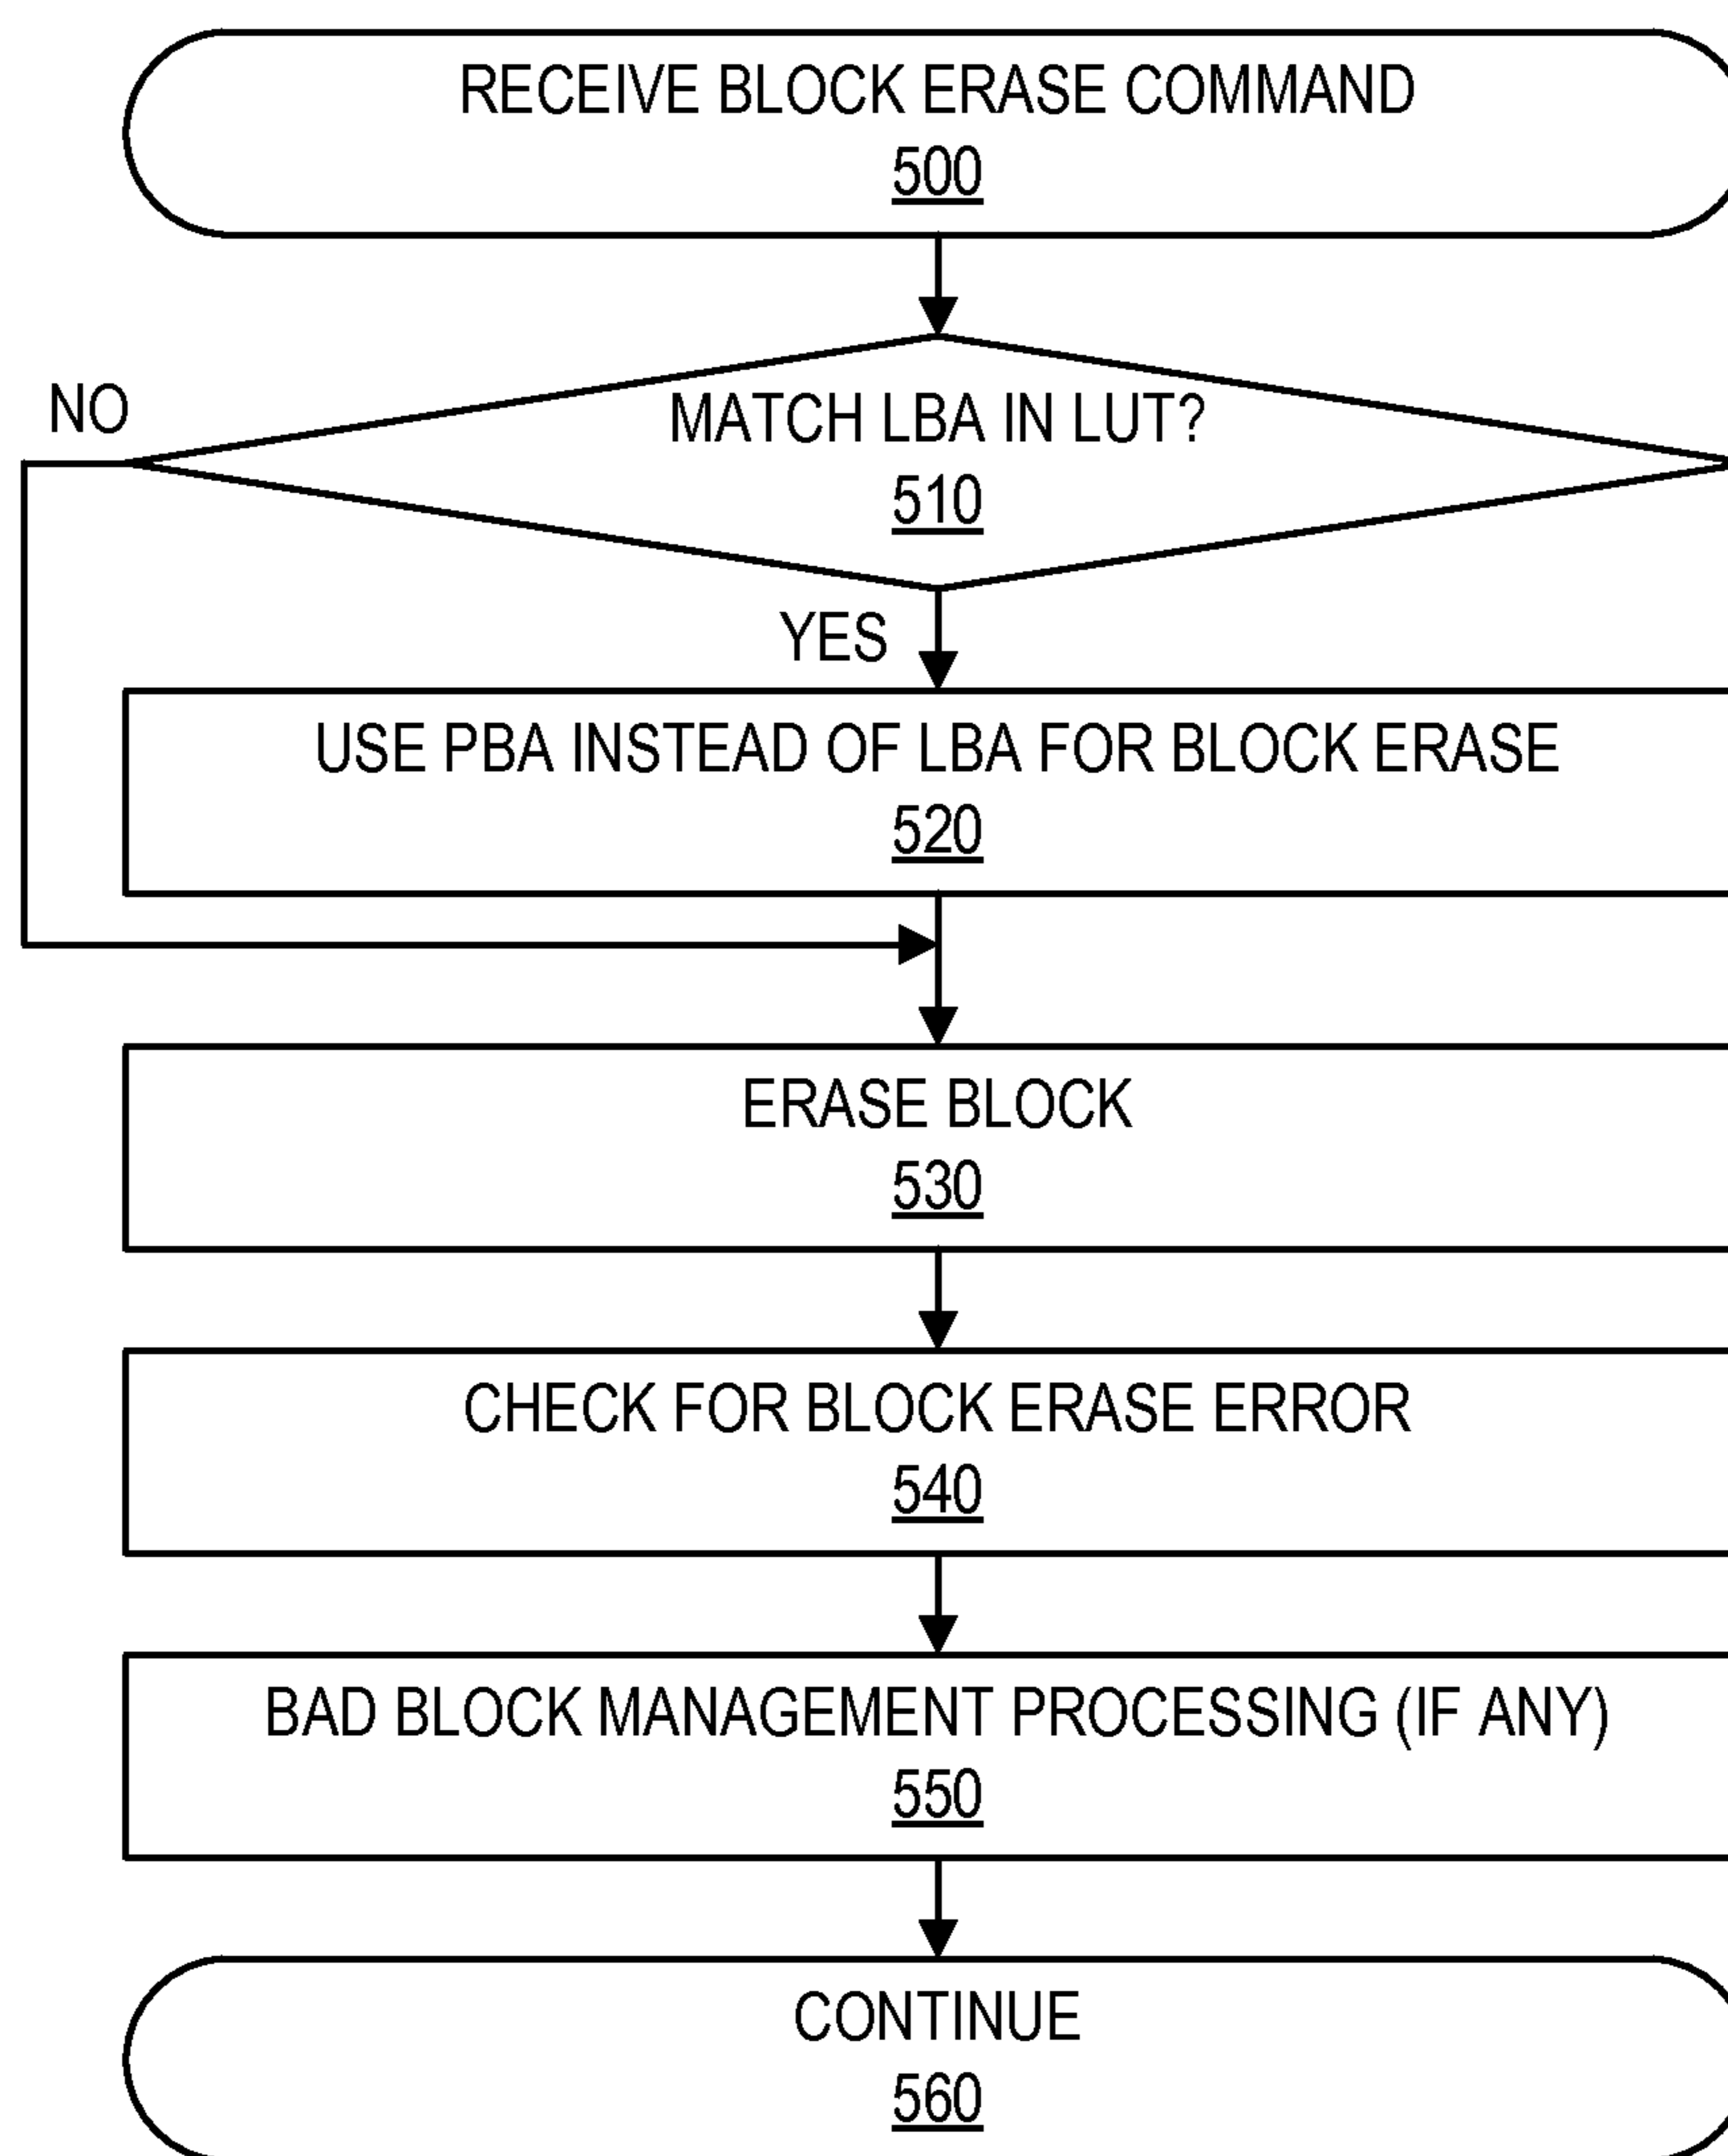 RECEIVE BLOCK ERASE COMMAND
500
NO
MATCH LBA IN LUT?
510
YES
USE PBA INSTEAD OF LBA FOR BLOCK ERASE
520
ERASE BLOCK
530
CHECK FOR BLOCK ERASE ERROR
540
BAD BLOCK MANAGEMENT PROCESSING (IF ANY)
550
CONTINUE
560